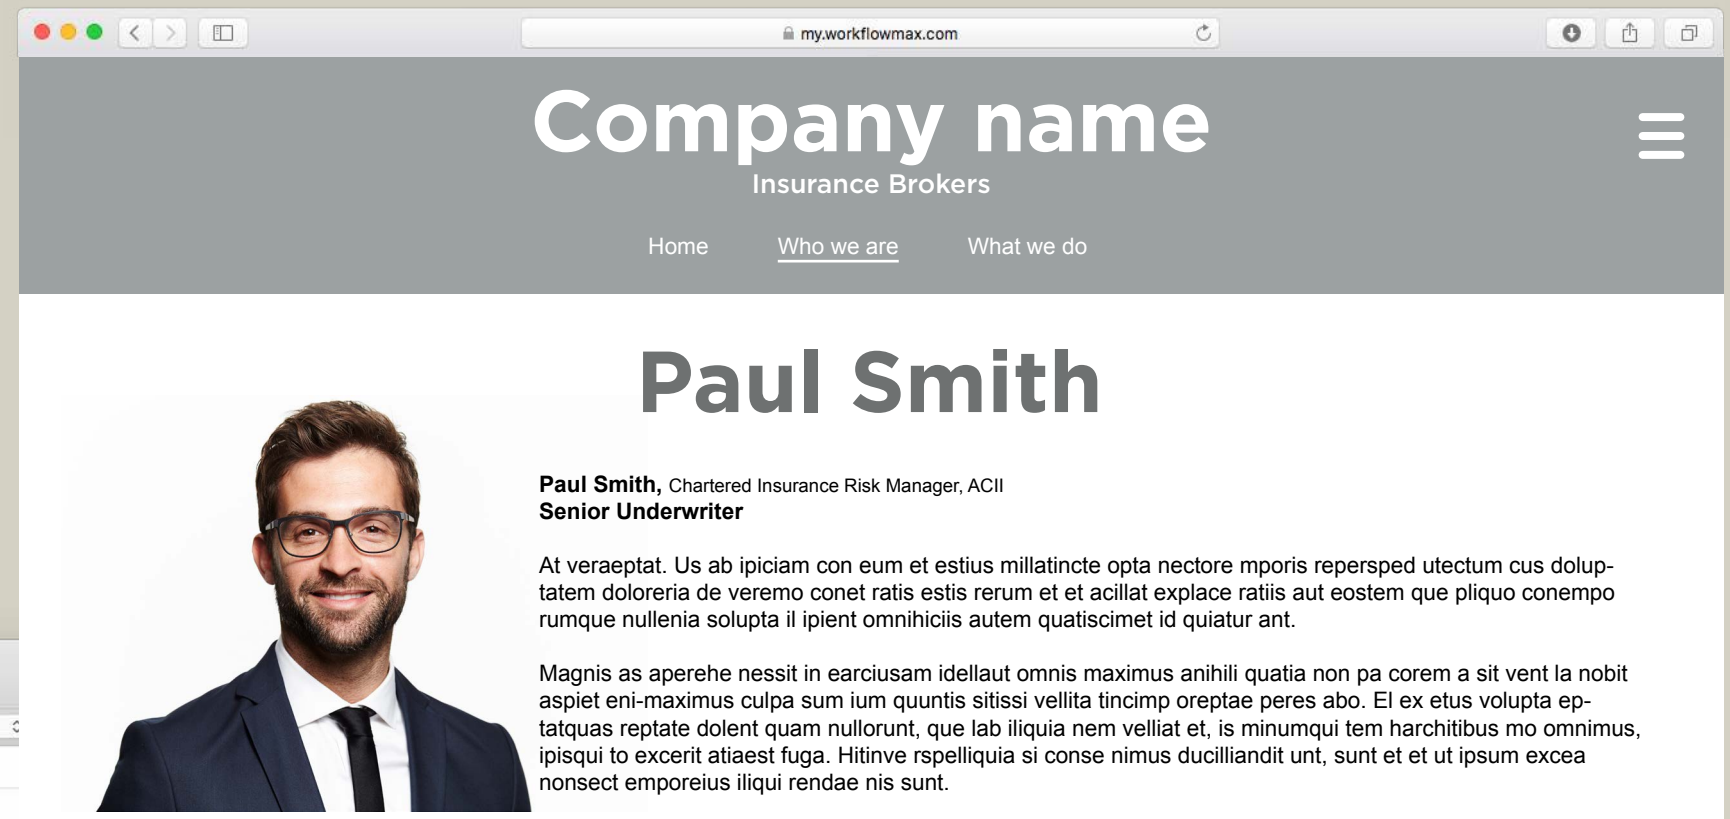 my.workflowmax.com
Company name
Insurance Brokers
Home Who we are What we do
Paul Smith
Paul Smith, Chartered Insurance Risk Manager, ACII
Senior Underwriter
At veraeptat. Us ab ipiciam con eum et estius millatincte opta nectore mporis repersped utectum cus dolup-
tatem doloreria de veremo conet ratis estis rerum et et acillat explace ratiis aut eostem que pliquo conempo
rumque nullenia solupta il ipient omnihiciis autem quatiscimet id quiatur ant.
Magnis as aperehe nessit in earciusam idellaut omnis maximus anihili quatia non pa corem a sit vent la nobit
aspiet eni-maximus culpa sum ium quuntis sitissi vellita tincimp oreptae peres abo. El ex etus volupta ep-
tatquas reptate dolent quam nullorunt, que lab iliquia nem velliat et, is minumqui tem harchitibus mo omnimus,
ipisqui to excerit atiaest fuga. Hitinve rspelliquia si conse nimus ducilliandit unt, sunt et et ut ipsum excea
nonsect emporeius iliqui rendae nis sunt.